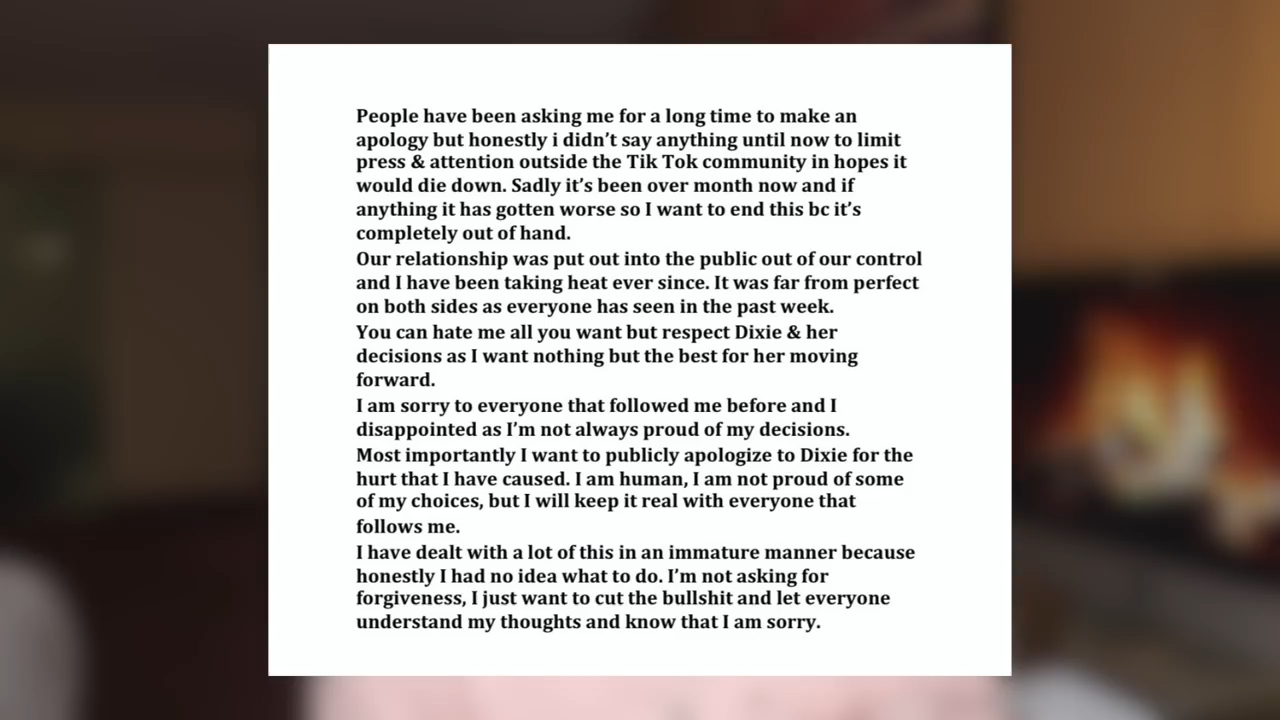 People have been asking me for a long time to make an
apology but honestly i didn't say anything until now to limit
press & attention outside the Tik Tok community in hopes it
would die down. Sadly it's been over month now and if
anything it has gotten worse so I want to end this bc it's
completely out of hand.
Our relationship was put out into the public out of our control
and I have been taking heat ever since. It was far from perfect
on both sides as everyone has seen in the past week.
You can hate me all you want but respect Dixie & her
decisions as I want nothing but the best for her moving
forward.
I am sorry to everyone that followed me before and I
disappointed as I'm not always proud of my decisions.
Most importantly I want to publicly apologize to Dixie for the
hurt that I have caused. I am human, I am not proud of some
of my choices, but I will keep it real with everyone that
follows me.
I have dealt with a lot of this in an immature manner because
honestly I had no idea what to do. I'm not asking for
forgiveness, I just want to cut the bullshit and let everyone
understand my thoughts and know that I am sorry.